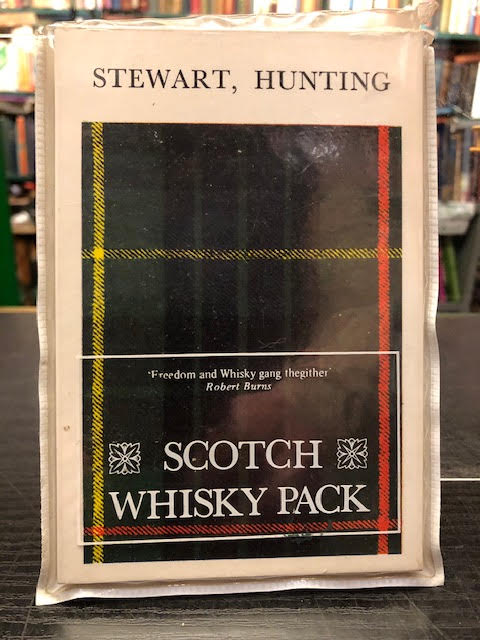 STEWART, HUNTING
'Freedom and Whisky gang thegither'
Robert Burns
SCOTCH
WHISKY PACK